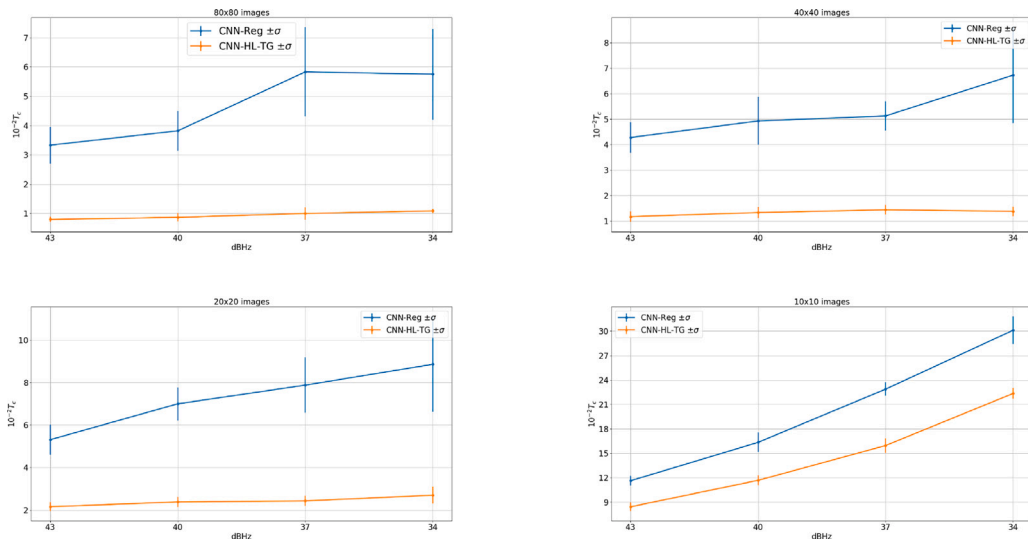 80x80 images
CNN-Reg ±σ
CNN-HL-TG ±σ
7
6
5
4
3
2
1
10⁻²T_c
43 40 37 34
dBHz
40x40 images
CNN-Reg ±σ
CNN-HL-TG ±σ
8
7
6
5
4
3
2
1
10⁻²T_c
43 40 37 34
dBHz
20x20 images
CNN-Reg ±σ
CNN-HL-TG ±σ
10
8
6
4
2
10⁻²T_c
43 40 37 34
dBHz
10x10 images
CNN-Reg ±σ
CNN-HL-TG ±σ
30
27
24
21
18
15
12
9
10⁻²T_c
43 40 37 34
dBHz